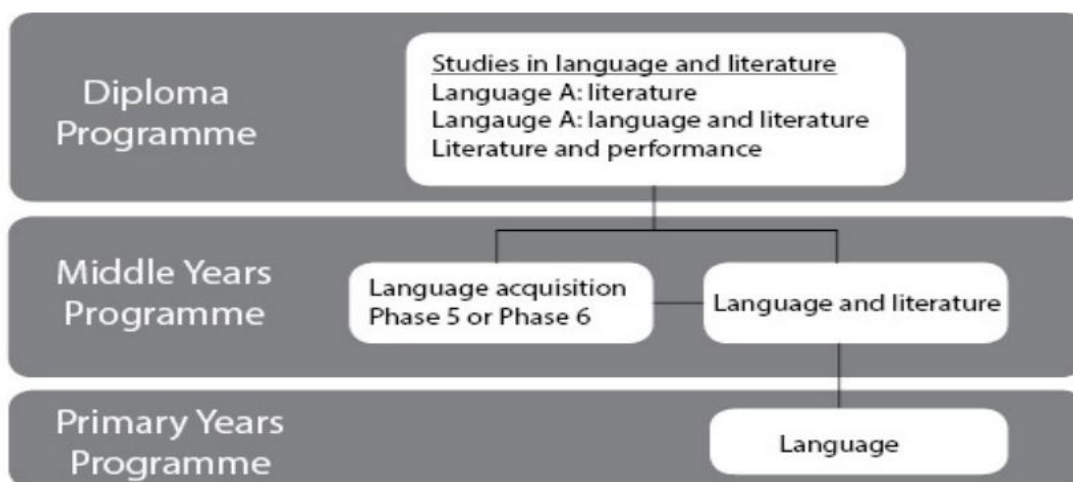 Diploma
Programme
Studies in language and literature
Language A: literature
Langauge A: language and literature
Literature and performance
Middle Years
Programme
Language acquisition
Phase 5 or Phase 6
Language and literature
Primary Years
Programme
Language